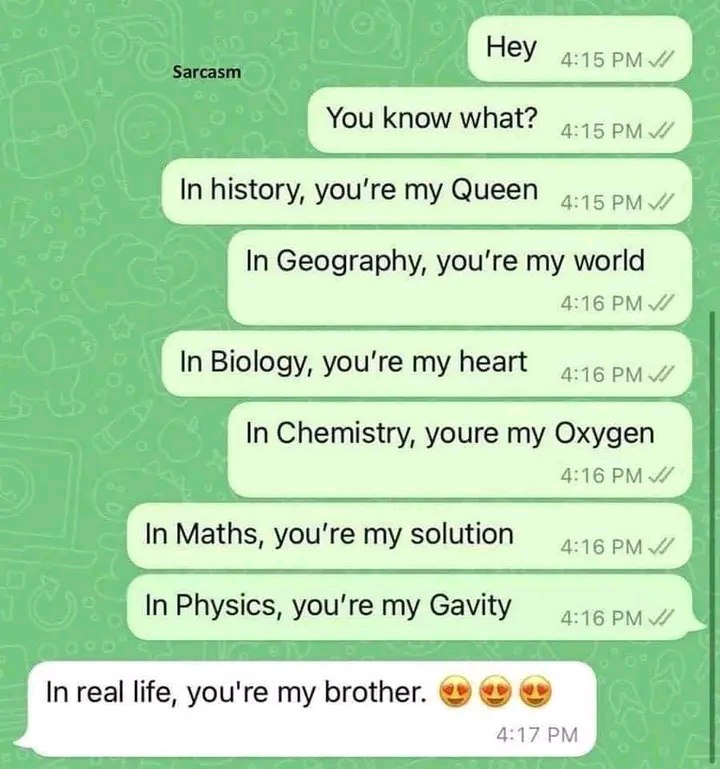 Sarcasm
Hey 4:15 PM
You know what? 4:15 PM
In history, you're my Queen 4:15 PM
In Geography, you're my world
4:16 PM
In Biology, you're my heart 4:16 PM
In Chemistry, youre my Oxygen
4:16 PM
In Maths, you're my solution 4:16 PM
In Physics, you're my Gavity 4:16 PM
In real life, you're my brother. 😍😍😍
4:17 PM